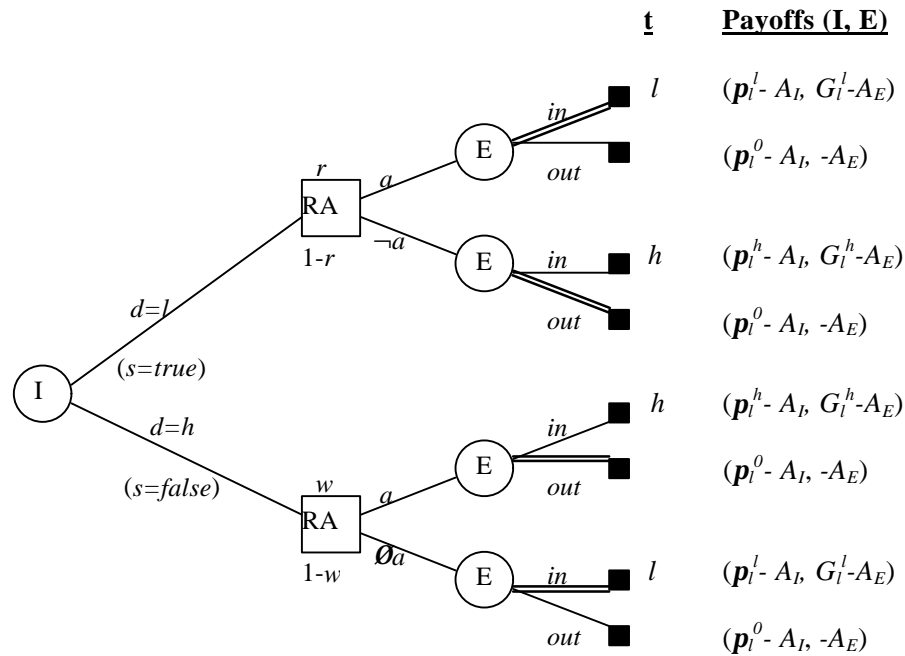 t Payoffs (I, E)
in l (p_l^l- A_I, G_l^l-A_E)
E
r a out (p_l^0- A_I, -A_E)
RA
¬a in h (p_l^h- A_I, G_l^h-A_E)
1-r E
d=l out (p_l^0- A_I, -A_E)
(s=true)
I
in h (p_l^h- A_I, G_l^h-A_E)
d=h
E
(s=false) w a out (p_l^0- A_I, -A_E)
RA
Øa in l (p_l^l- A_I, G_l^l-A_E)
1-w E
out (p_l^0- A_I, -A_E)